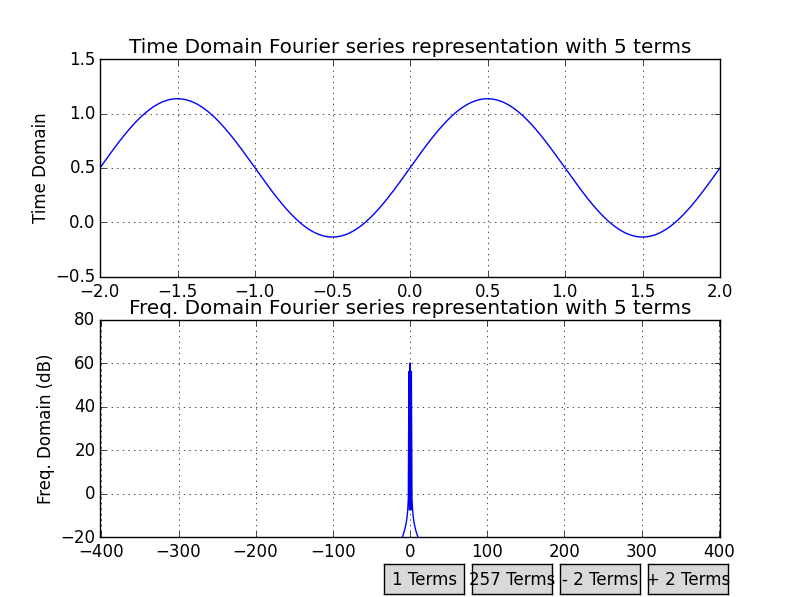 Time Domain Fourier series representation with 5 terms
1.5
1.0
0.5
0.0
−0.5
Time Domain
−2.0 −1.5 −1.0 −0.5 0.0 0.5 1.0 1.5 2.0
Freq. Domain Fourier series representation with 5 terms
80
60
40
20
0
−20
Freq. Domain (dB)
−400 −300 −200 −100 0 100 200 300 400
1 Terms 257 Terms - 2 Terms + 2 Terms